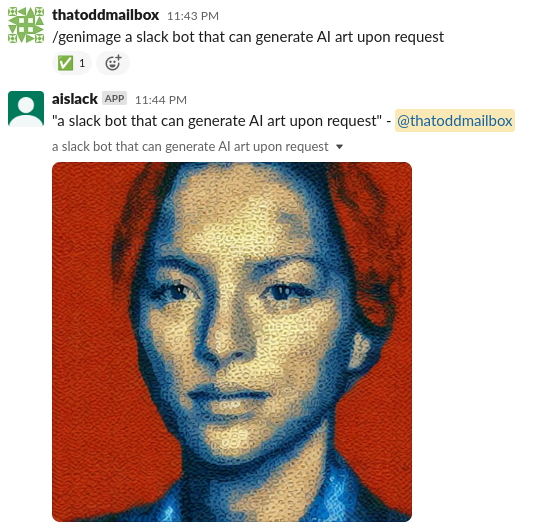 thatoddmailbox 11:43 PM
/genimage a slack bot that can generate AI art upon request
1
aislack APP 11:44 PM
"a slack bot that can generate AI art upon request" - @thatoddmailbox
a slack bot that can generate AI art upon request